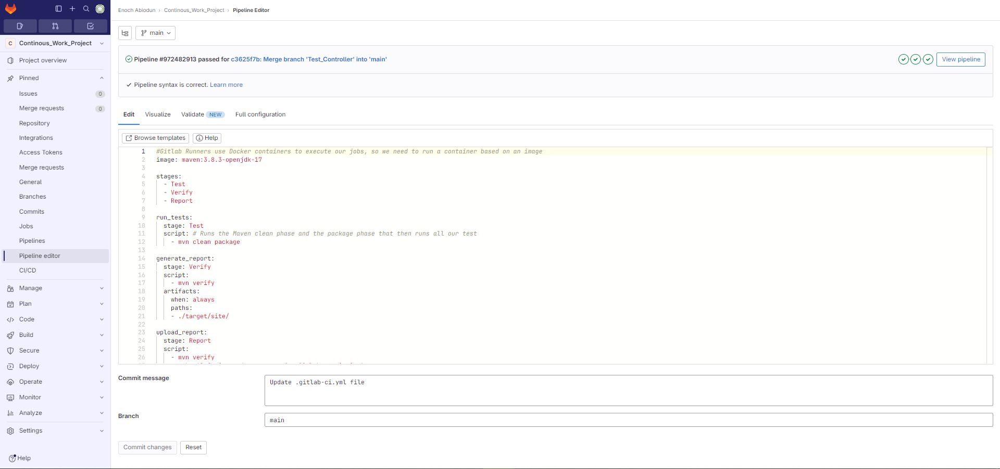 Enoch Abiodun › Continous_Work_Project › Pipeline Editor
C Continous_Work_Project
Project overview
Pinned
Issues 0
Merge requests 0
Repository
Integrations
Access Tokens
Merge requests
General
Branches
Commits
Jobs
Pipelines
Pipeline editor
CI/CD
Manage
Plan
Code
Build
Secure
Deploy
Operate
Monitor
Analyze
Settings
Help
main
Pipeline #972482913 passed for c3625f7b: Merge branch 'Test_Controller' into 'main'
View pipeline
Pipeline syntax is correct. Learn more
Edit Visualize Validate NEW Full configuration
Browse templates Help
1 #Gitlab Runners use Docker containers to execute our jobs, so we need to run a container based on an image
2 image: maven:3.8.3-openjdk-17
3
4 stages:
5 - Test
6 - Verify
7 - Report
8
9 run_tests:
10 stage: Test
11 script: # Runs the Maven clean phase and the package phase that then runs all our test
12 - mvn clean package
13
14 generate_report:
15 stage: Verify
16 script:
17 - mvn verify
18 artifacts:
19 when: always
20 paths:
21 - ./target/site/
22
23 upload_report:
24 stage: Report
25 script:
26 - mvn verify
Commit message
Update .gitlab-ci.yml file
Branch
main
Commit changes Reset